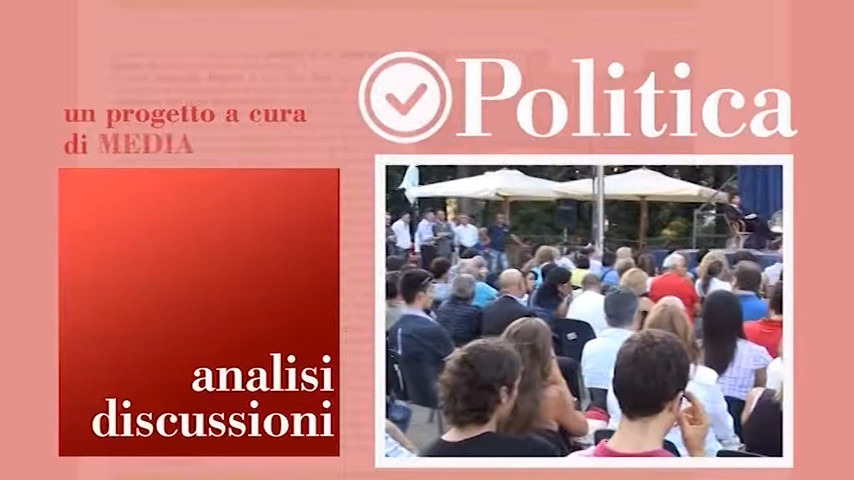 Politica
un progetto a cura
di MEDIA
analisi
discussioni